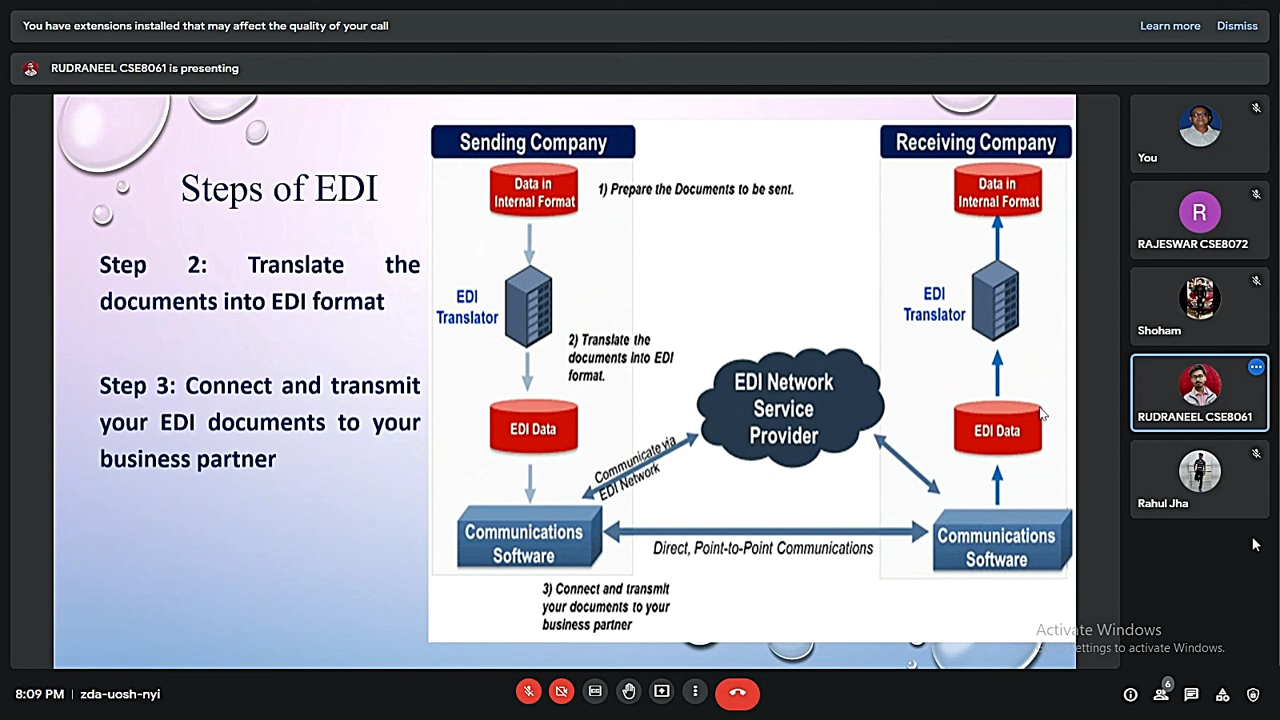 You have extensions installed that may affect the quality of your call
Learn more
Dismiss
RUDRANEEL CSE8061 is presenting
Steps of EDI
Step 2: Translate the
documents into EDI format
Step 3: Connect and transmit
your EDI documents to your
business partner
Sending Company
Data in
Internal Format
1) Prepare the Documents to be sent.
EDI
Translator
2) Translate the
documents into EDI
format.
EDI Data
Communicate via
EDI Network
EDI Network
Service
Provider
Communications
Software
Direct, Point-to-Point Communications
3) Connect and transmit
your documents to your
business partner
Receiving Company
Data in
Internal Format
EDI
Translator
EDI Data
Communications
Software
You
R
RAJESWAR CSE8072
Shoham
RUDRANEEL CSE8061
Rahul Jha
Activate Windows
settings to activate Windows.
8:09 PM | zda-uosh-nyi
6